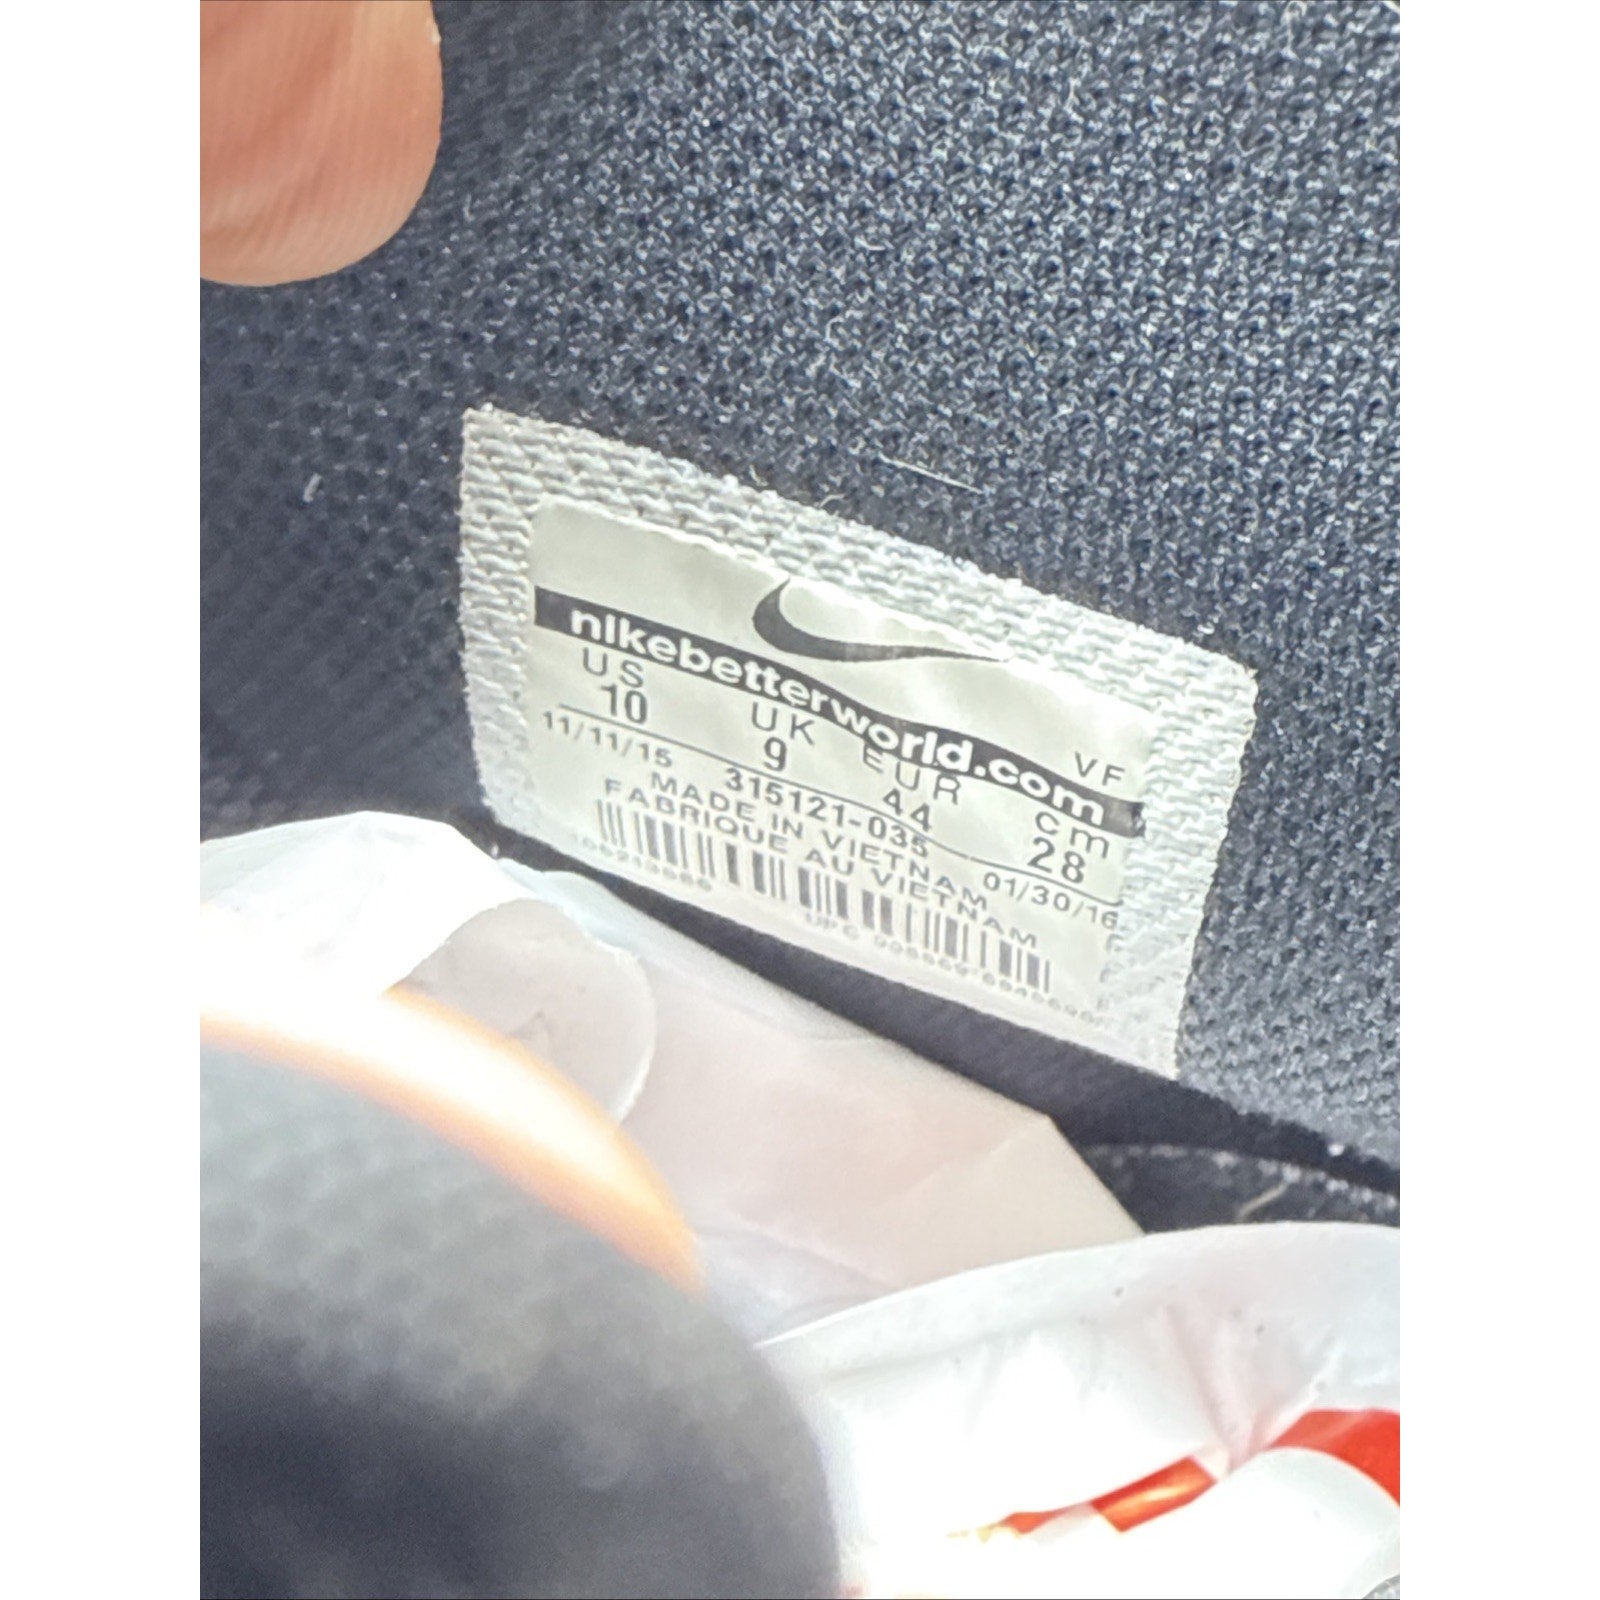 nikebetterworld.com
VF
US UK EUR cm
10 9 44 28
11/11/15 315121-035 01/30/16
MADE IN VIETNAM
FABRIQUE AU VIETNAM
UPC